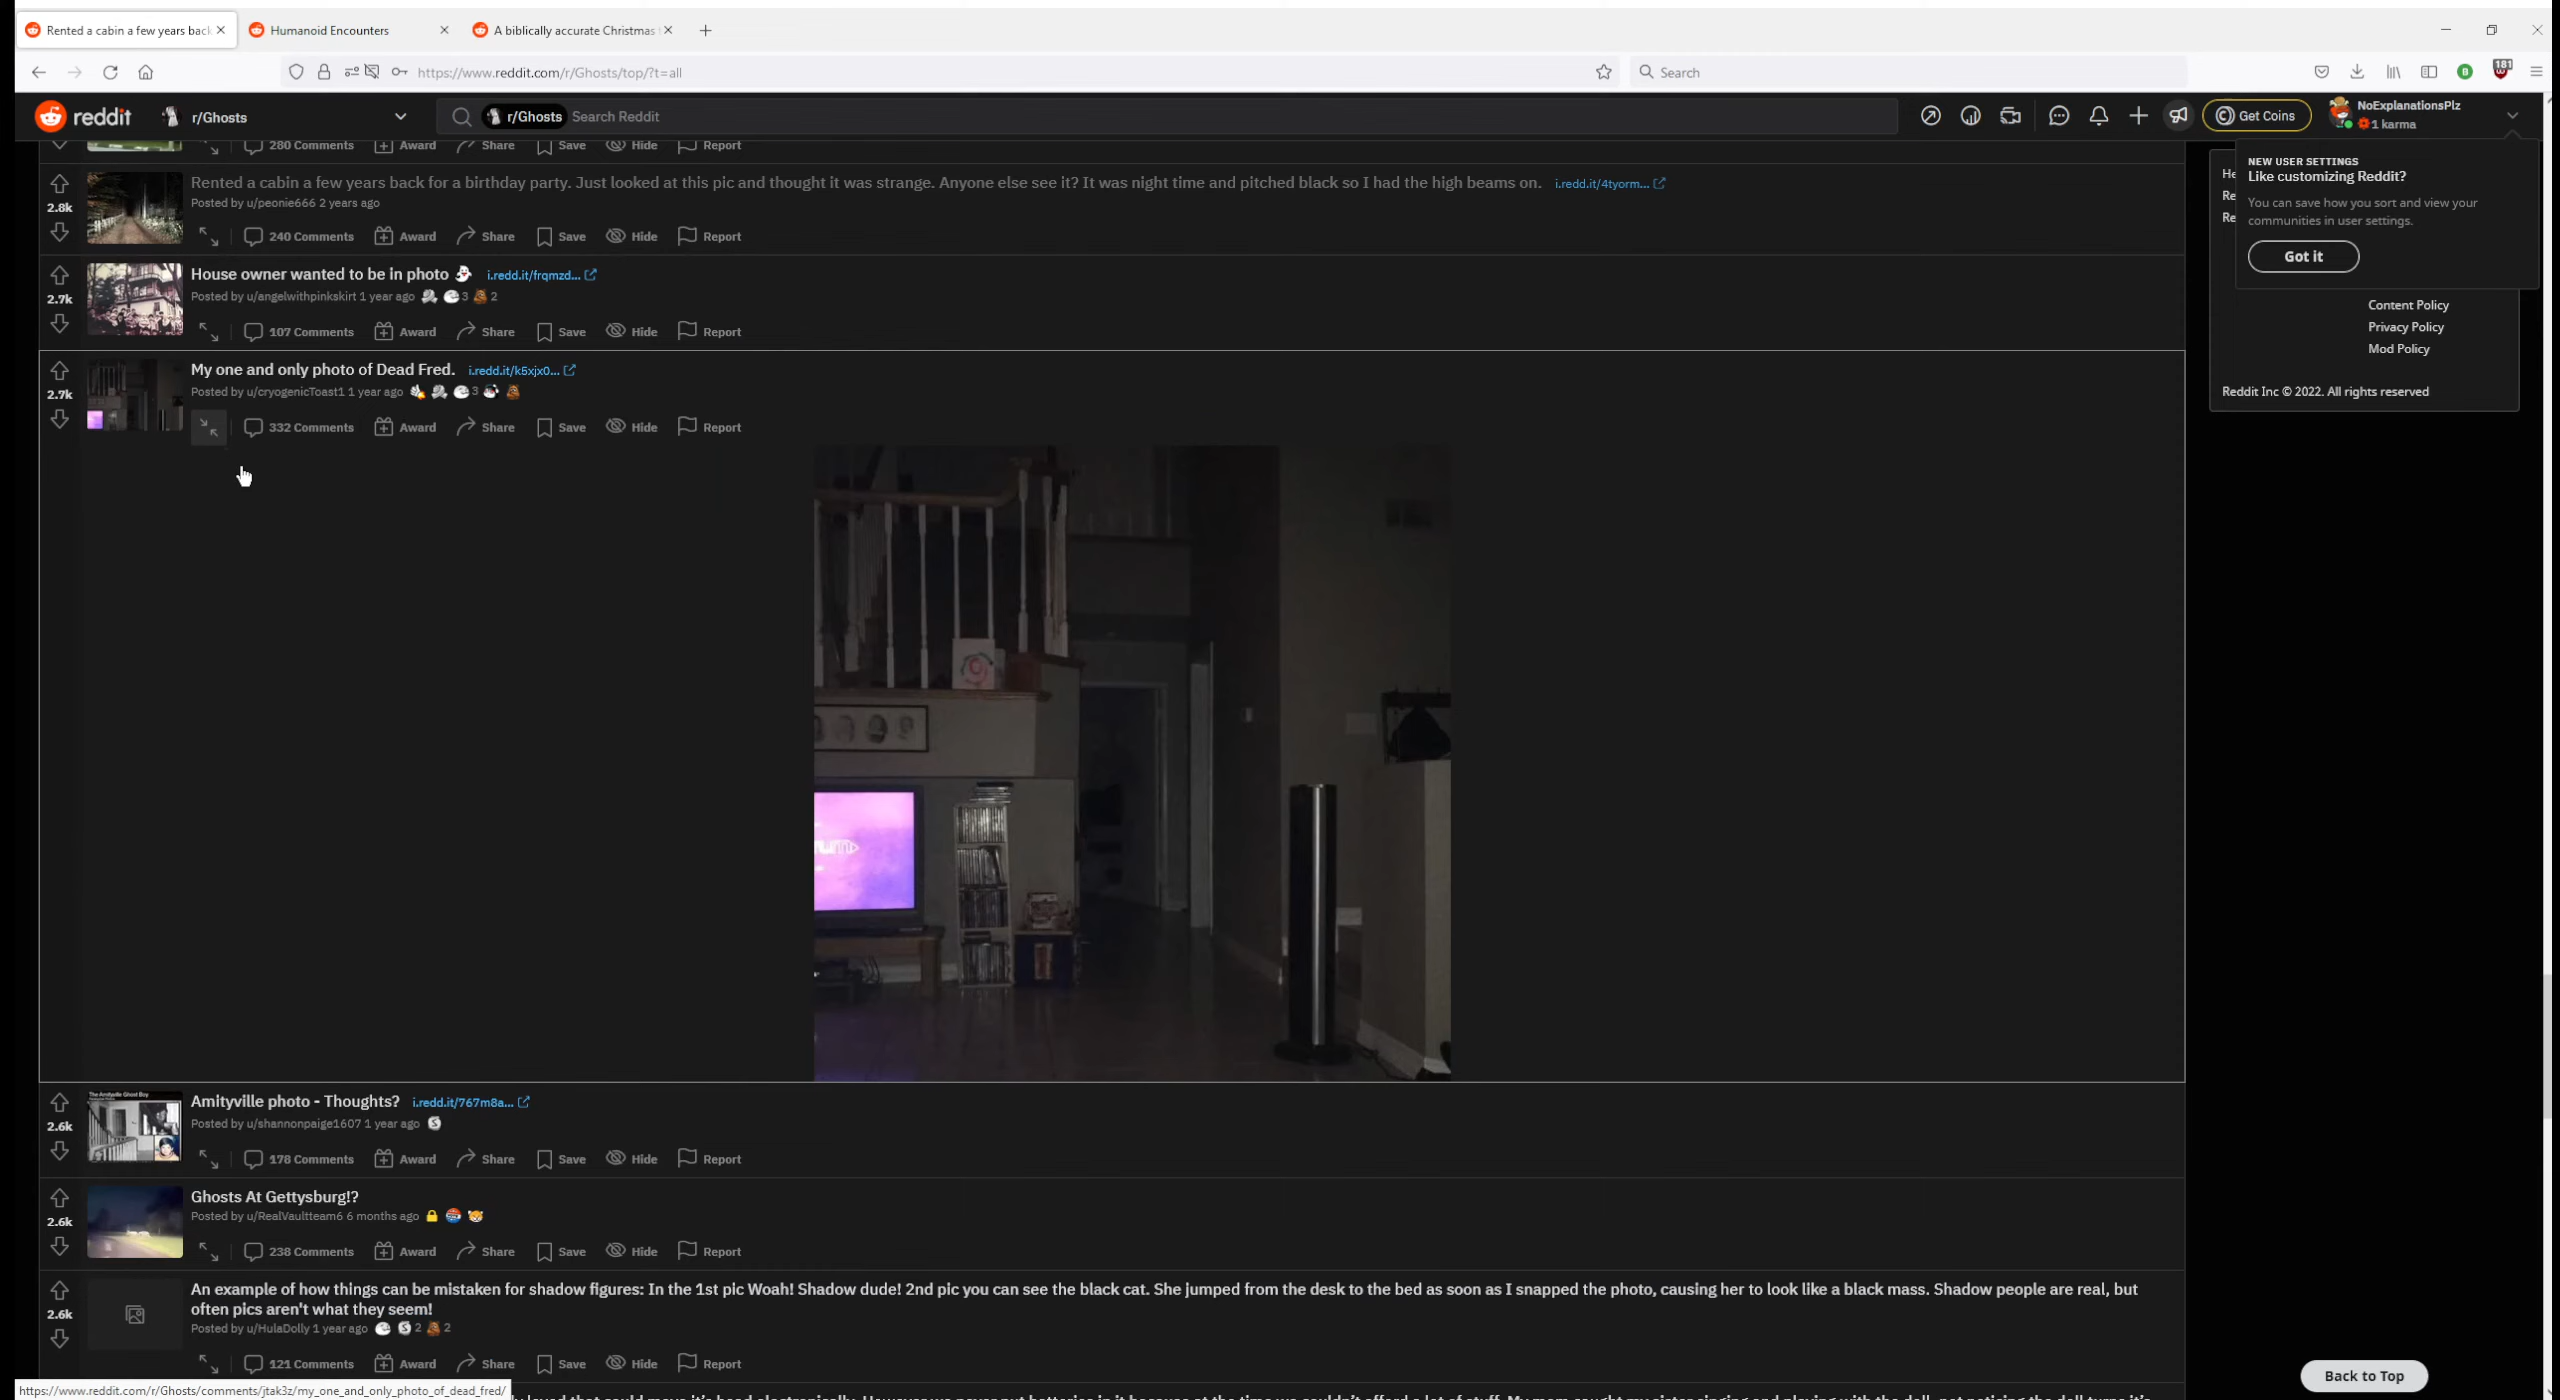 Rented a cabin a few years back
Humanoid Encounters
A biblically accurate Christmas
https://www.reddit.com/r/Ghosts/top/?t=all
Search
181
reddit
r/Ghosts
r/Ghosts Search Reddit
Get Coins
NoExplanationsPlz
1 karma
280 Comments Award Share Save Hide Report
NEW USER SETTINGS
Like customizing Reddit?
You can save how you sort and view your
communities in user settings.
Got it
He
Re
Re
Content Policy
Privacy Policy
Mod Policy
Reddit Inc © 2022. All rights reserved
2.8k
Rented a cabin a few years back for a birthday party. Just looked at this pic and thought it was strange. Anyone else see it? It was night time and pitched black so I had the high beams on. i.redd.it/4tyorm...
Posted by u/peonie666 2 years ago
240 Comments Award Share Save Hide Report
2.7k
House owner wanted to be in photo 👻 i.redd.it/frqmzd...
Posted by u/angelwithpinkskirt 1 year ago 3 2
107 Comments Award Share Save Hide Report
2.7k
My one and only photo of Dead Fred. i.redd.it/k5xjx0...
Posted by u/cryogenicToast1 1 year ago 3
332 Comments Award Share Save Hide Report
2.6k
Amityville photo - Thoughts? i.redd.it/767m8a...
Posted by u/shannonpaige1607 1 year ago
178 Comments Award Share Save Hide Report
The Amityville Ghost Boy
2.6k
Ghosts At Gettysburg!?
Posted by u/RealVaultteam6 6 months ago
238 Comments Award Share Save Hide Report
2.6k
An example of how things can be mistaken for shadow figures: In the 1st pic Woah! Shadow dude! 2nd pic you can see the black cat. She jumped from the desk to the bed as soon as I snapped the photo, causing her to look like a black mass. Shadow people are real, but
often pics aren't what they seem!
Posted by u/HulaDolly 1 year ago 2 2
121 Comments Award Share Save Hide Report
Back to Top
https://www.reddit.com/r/Ghosts/comments/jtak3z/my_one_and_only_photo_of_dead_fred/